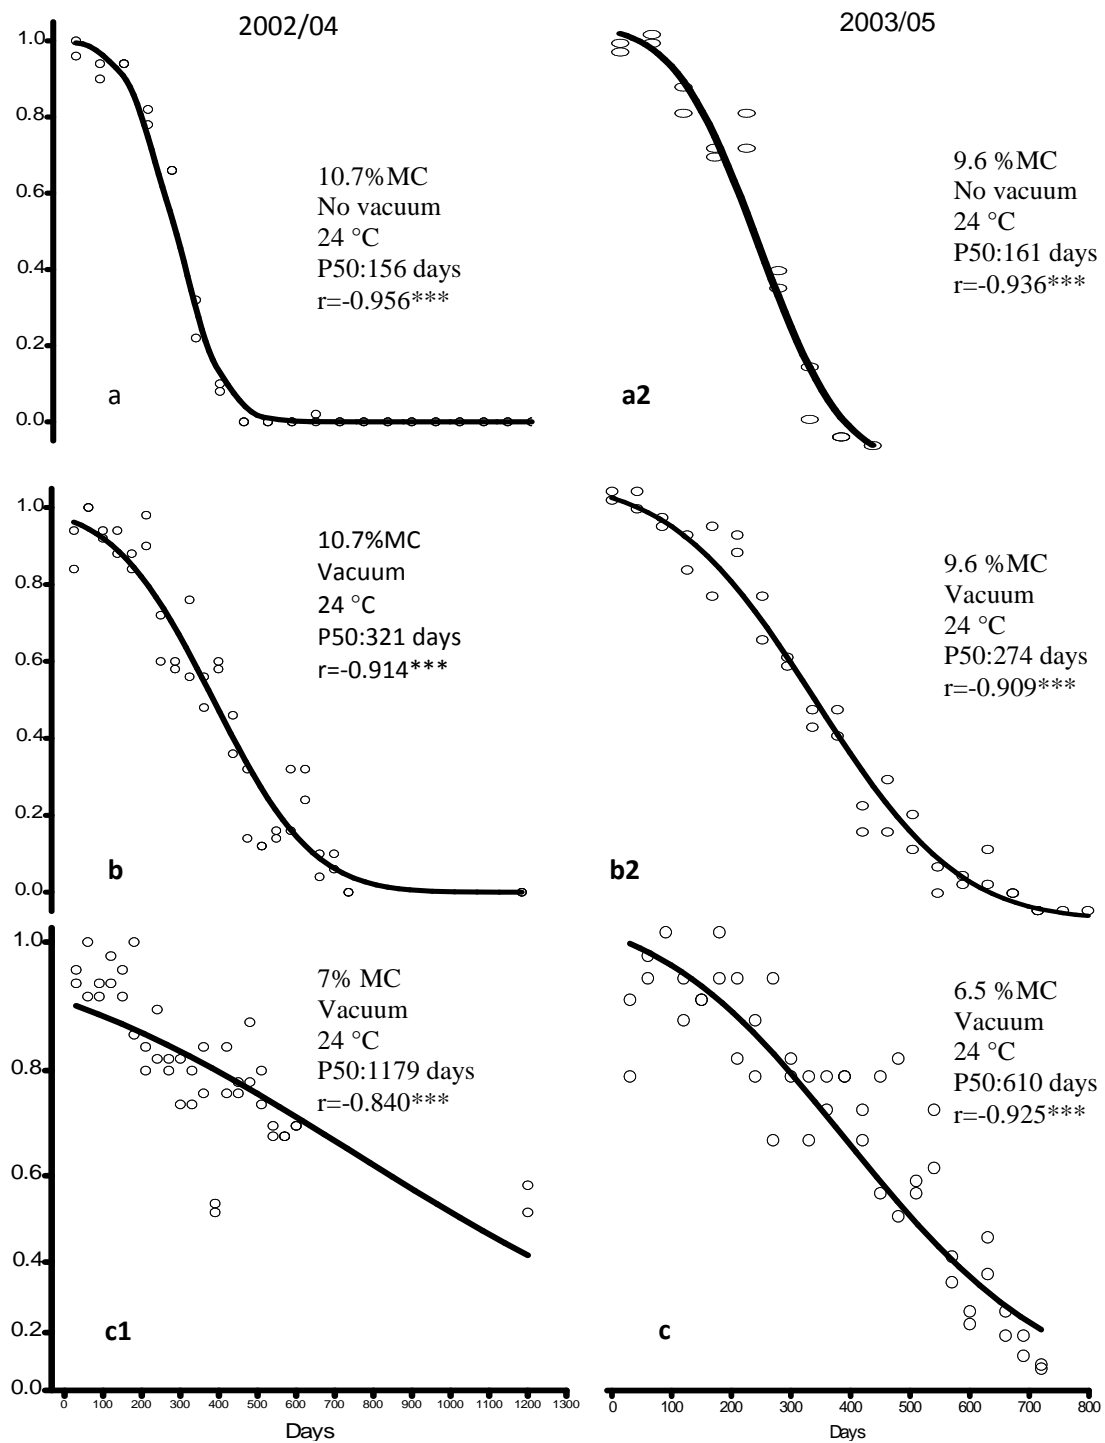 2002/04
2003/05
1.0
0.8
0.6
0.4
0.2
0.0
10.7%MC
No vacuum
24 °C
P50:156 days
r=-0.956***
a
9.6 %MC
No vacuum
24 °C
P50:161 days
r=-0.936***
a2
1.0
0.8
0.6
0.4
0.2
0.0
10.7%MC
Vacuum
24 °C
P50:321 days
r=-0.914***
b
9.6 %MC
Vacuum
24 °C
P50:274 days
r=-0.909***
b2
1.0
0.8
0.6
0.4
0.2
0.0
7% MC
Vacuum
24 °C
P50:1179 days
r=-0.840***
c1
6.5 %MC
Vacuum
24 °C
P50:610 days
r=-0.925***
c
0 100 200 300 400 500 600 700 800 900 1000 1100 1200 1300
Days
0 100 200 300 400 500 600 700 800
Days